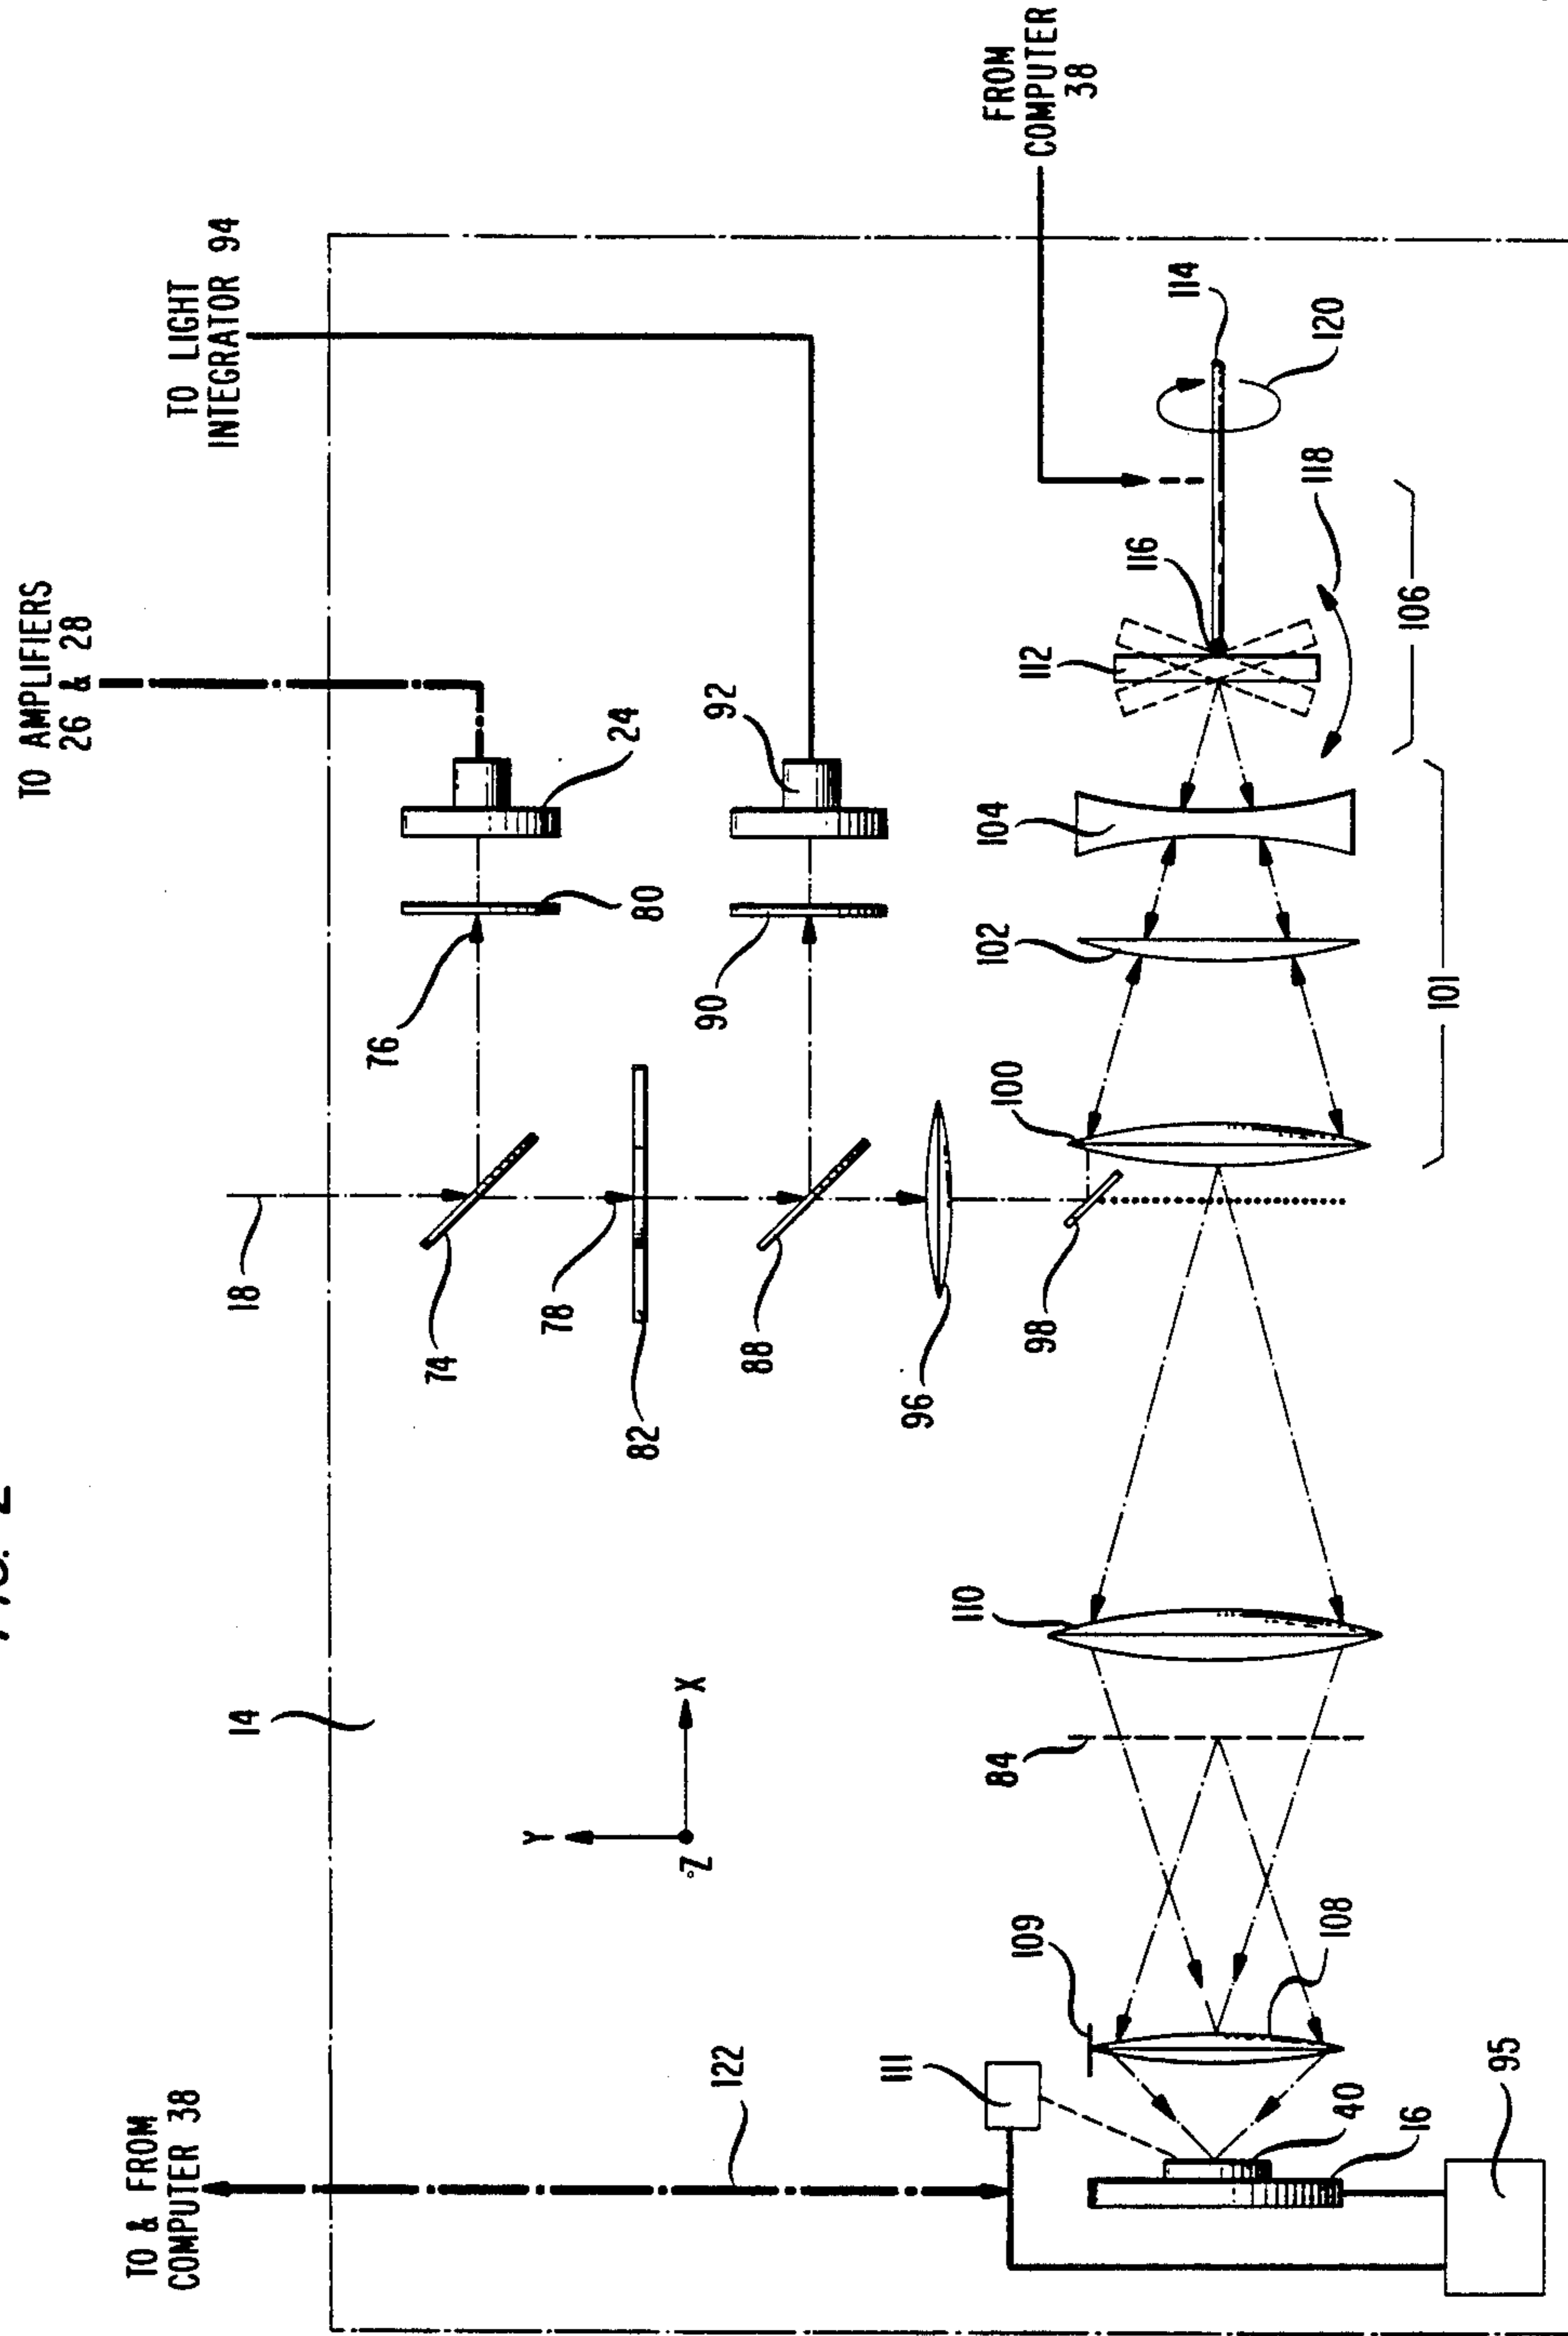 FIG. 2
TO & FROM
COMPUTER 38
TO AMPLIFIERS
26 & 28
TO LIGHT
INTEGRATOR 94
FROM
COMPUTER
38
14
18
122
Y
X
Z
74
76
80
24
78
82
88
90
92
96
98
100
102
104
112
116
114
120
118
106
101
110
84
109
108
111
40
16
95